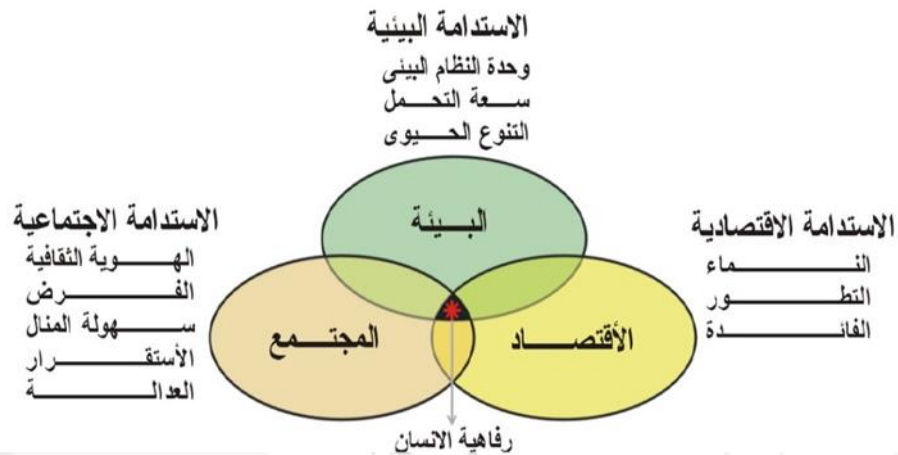 الاستدامة البيئية
وحدة النظام البيئى
سعة التحمل
التنوع الحيوى
البيئة
الاستدامة الاقتصادية
النماء
التطور
الفائدة
الاستدامة الاجتماعية
الهوية الثقافية
الفرض
سهولة المنال
الأستقرار
العدالة
الأقتصاد
المجتمع
رفاهية الانسان